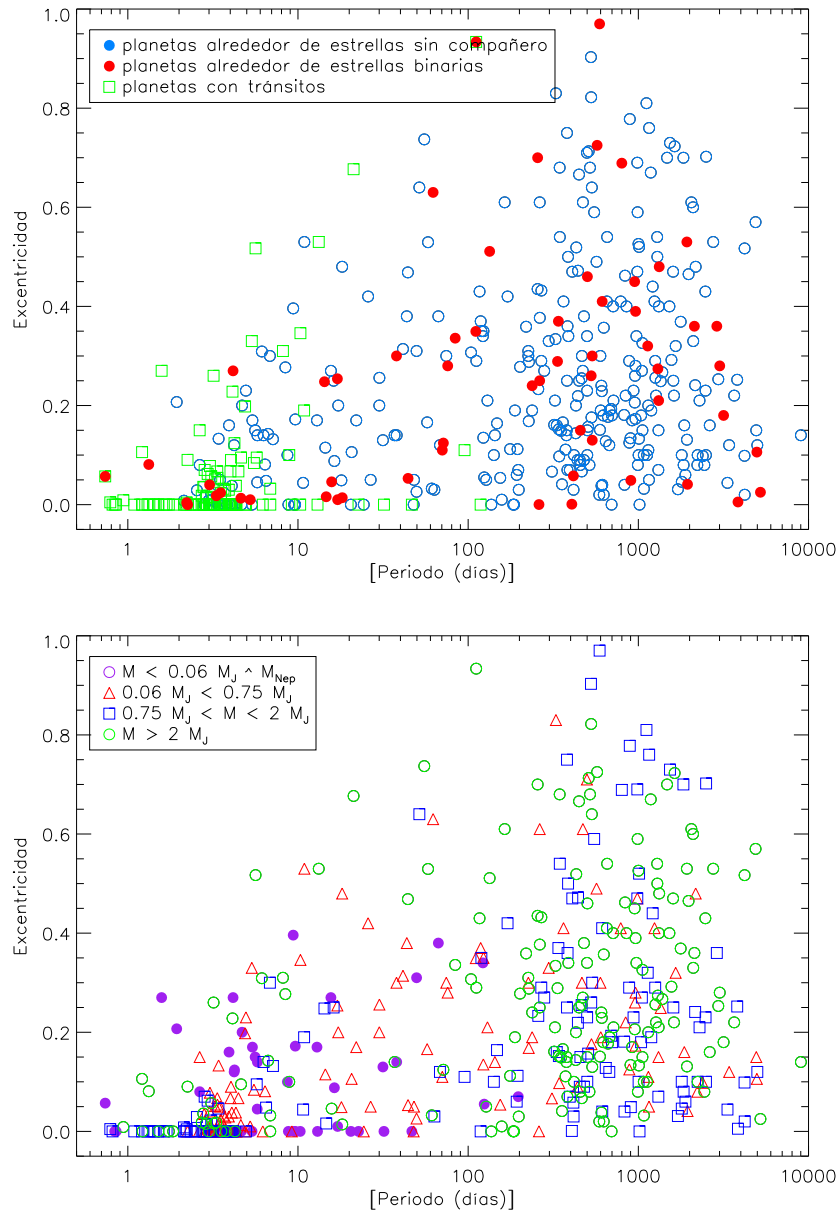 1.0
0.8
0.6
0.4
0.2
0.0
Excentricidad
planetas alrededor de estrellas sin compañero
planetas alrededor de estrellas binarias
planetas con tránsitos
1 10 100 1000 10000
[Periodo (días)]
1.0
0.8
0.6
0.4
0.2
0.0
Excentricidad
M < 0.06 M_J ^ M_Nep
0.06 M_J < 0.75 M_J
0.75 M_J < M < 2 M_J
M > 2 M_J
1 10 100 1000 10000
[Periodo (días)]